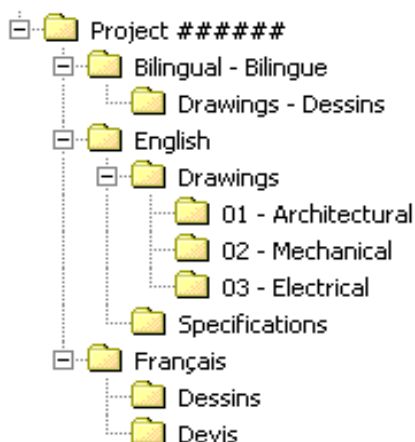 Project ######
Bilingual - Bilingue
Drawings - Dessins
English
Drawings
01 - Architectural
02 - Mechanical
03 - Electrical
Specifications
Français
Dessins
Devis